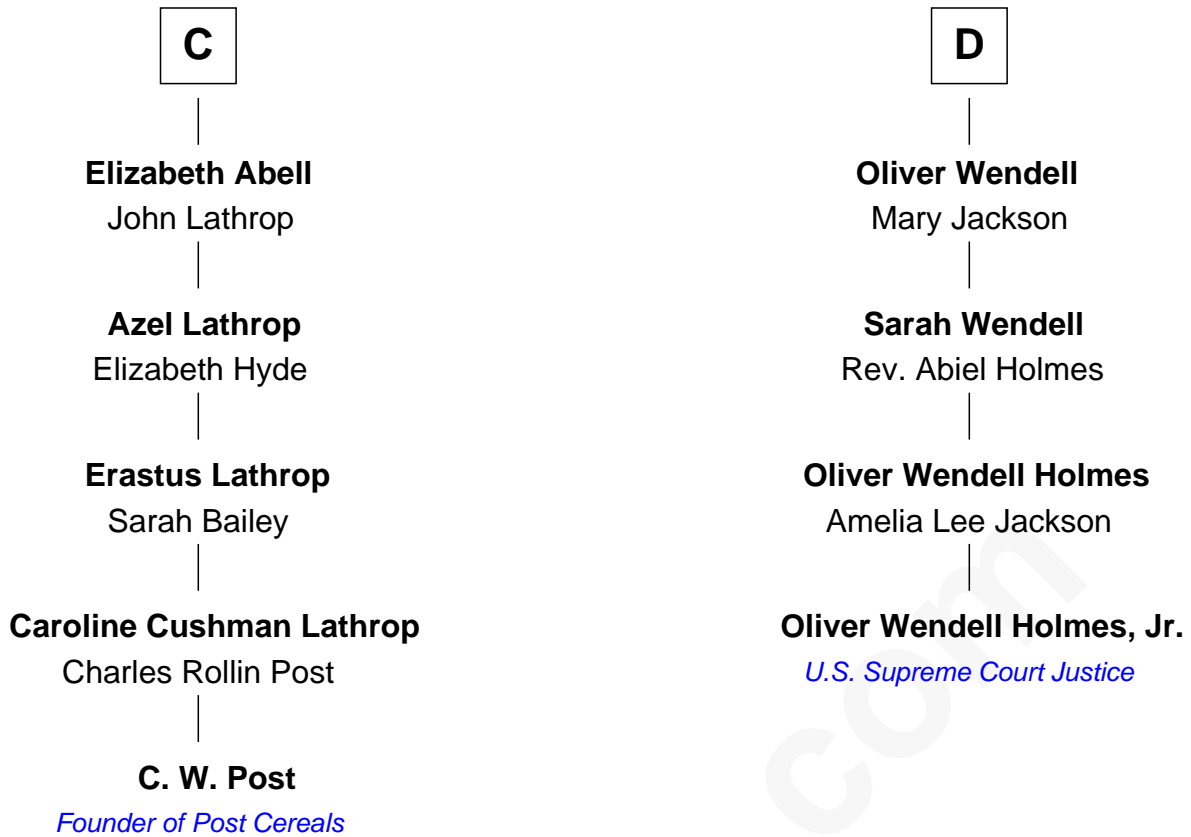 C
Elizabeth Abell
John Lathrop
Azel Lathrop
Elizabeth Hyde
Erastus Lathrop
Sarah Bailey
Caroline Cushman Lathrop
Charles Rollin Post
C. W. Post
Founder of Post Cereals
D
Oliver Wendell
Mary Jackson
Sarah Wendell
Rev. Abiel Holmes
Oliver Wendell Holmes
Amelia Lee Jackson
Oliver Wendell Holmes, Jr.
U.S. Supreme Court Justice
com